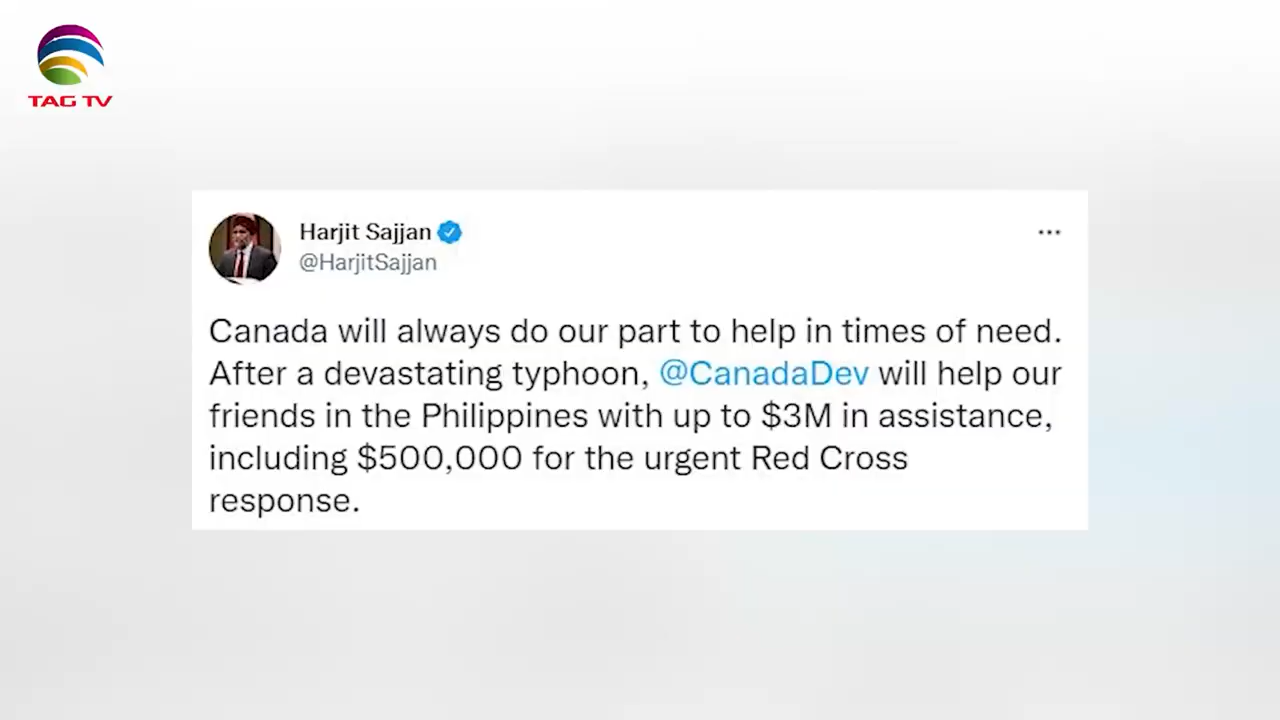 TAG TV
Harjit Sajjan
@HarjitSajjan
Canada will always do our part to help in times of need.
After a devastating typhoon, @CanadaDev will help our
friends in the Philippines with up to $3M in assistance,
including $500,000 for the urgent Red Cross
response.